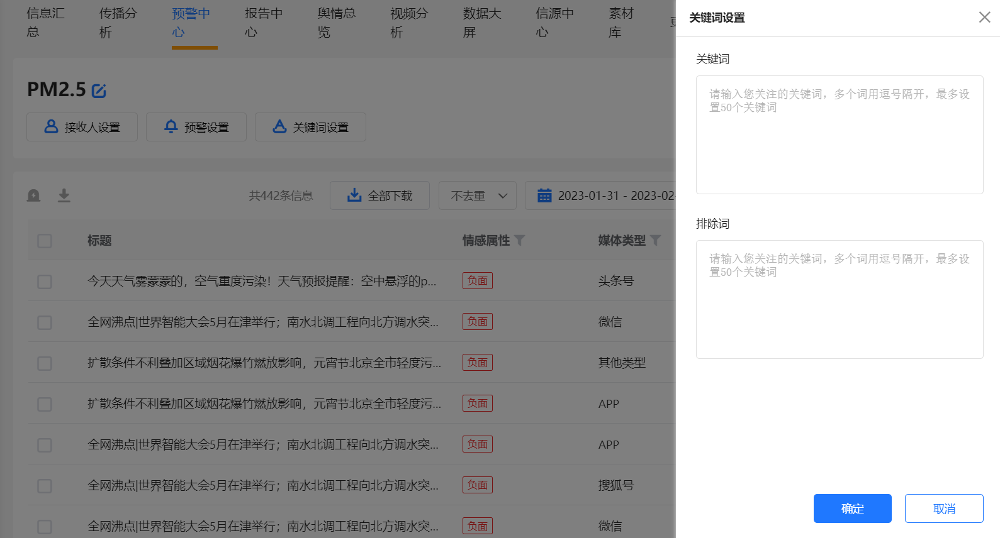 信息汇总
传播分析
预警中心
报告中心
舆情总览
视频分析
数据大屏
信源中心
素材库
PM2.5
接收人设置
预警设置
关键词设置
共442条信息
全部下载
不去重
2023-01-31 - 2023-02-
标题
情感属性
媒体类型
今天天气雾蒙蒙的，空气重度污染！天气预报提醒：空中悬浮的p...
负面
头条号
全网沸点|世界智能大会5月在津举行；南水北调工程向北方调水突...
负面
微信
扩散条件不利叠加区域烟花爆竹燃放影响，元宵节北京全市轻度污...
负面
其他类型
扩散条件不利叠加区域烟花爆竹燃放影响，元宵节北京全市轻度污...
负面
APP
全网沸点|世界智能大会5月在津举行；南水北调工程向北方调水突...
负面
APP
全网沸点|世界智能大会5月在津举行；南水北调工程向北方调水突...
负面
搜狐号
全网沸点|世界智能大会5月在津举行；南水北调工程向北方调水突...
负面
微信
关键词设置
关键词
请输入您关注的关键词，多个词用逗号隔开，最多设
置50个关键词
排除词
请输入您关注的关键词，多个词用逗号隔开，最多设
置50个关键词
确定
取消